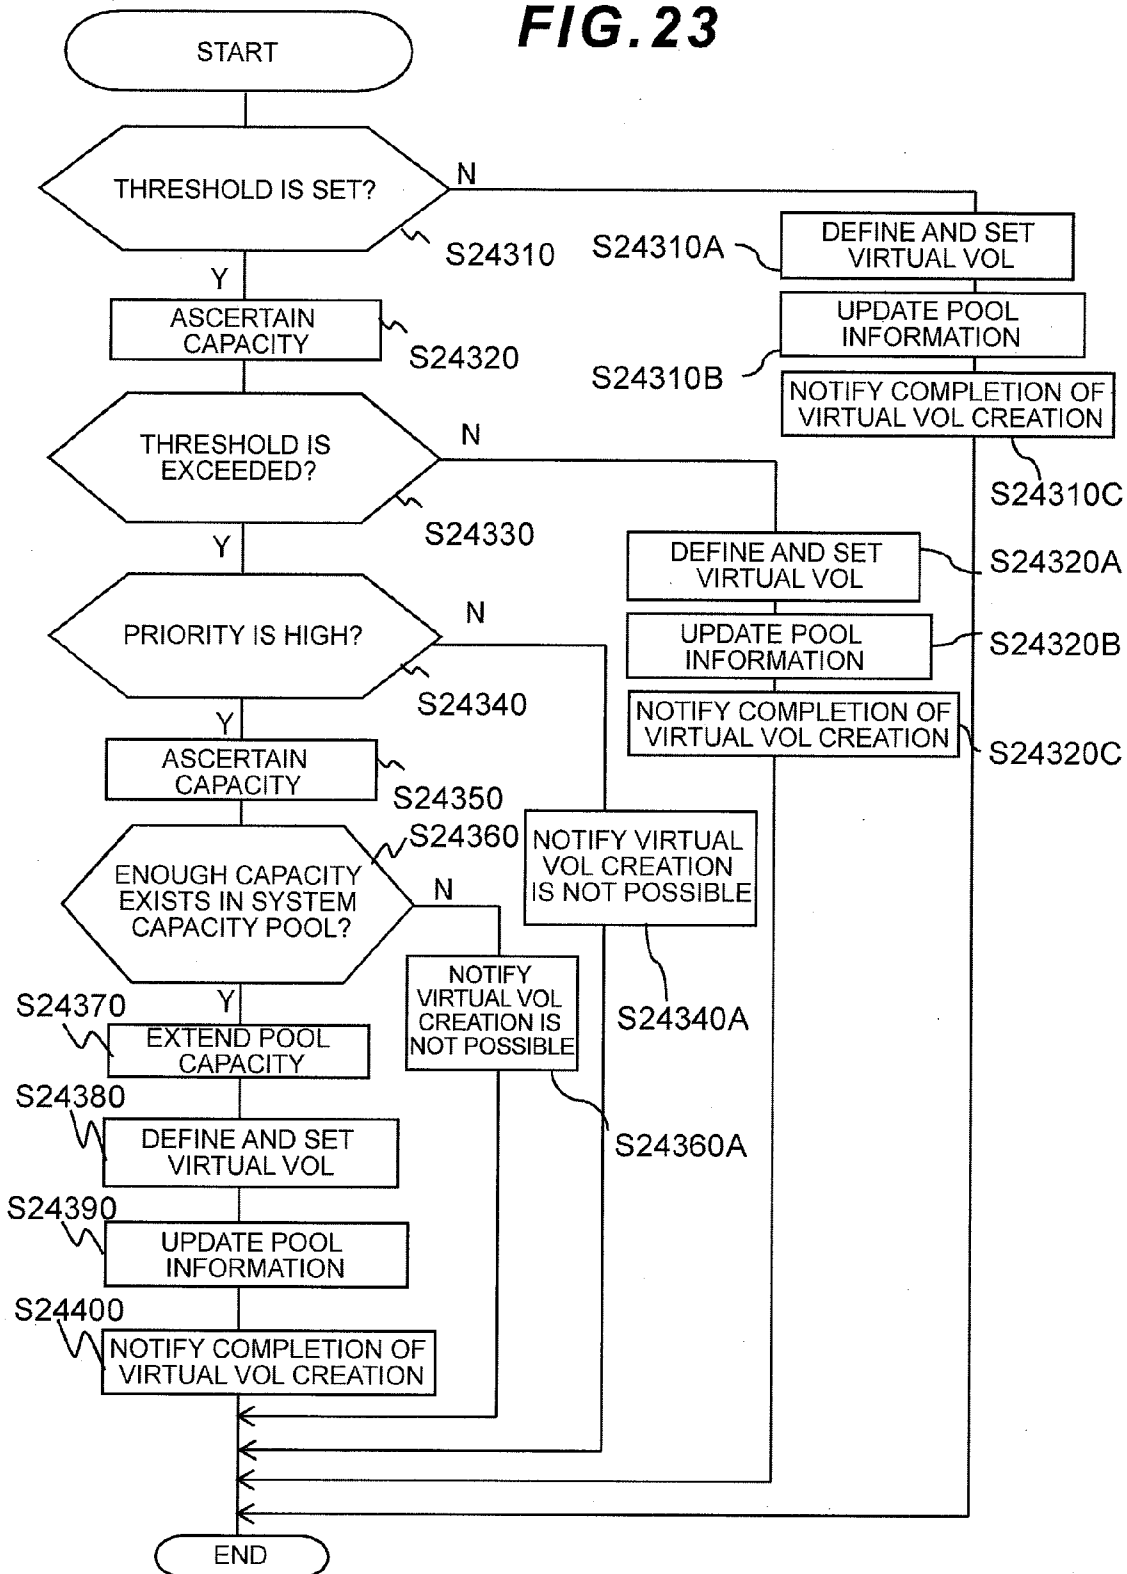 FIG.23
START
THRESHOLD IS SET?
N
S24310
Y
S24310A
DEFINE AND SET
VIRTUAL VOL
ASCERTAIN
CAPACITY
S24320
UPDATE POOL
INFORMATION
S24310B
NOTIFY COMPLETION OF
VIRTUAL VOL CREATION
S24310C
THRESHOLD IS
EXCEEDED?
N
S24330
Y
DEFINE AND SET
VIRTUAL VOL
S24320A
PRIORITY IS HIGH?
N
UPDATE POOL
INFORMATION
S24320B
S24340
Y
NOTIFY COMPLETION OF
VIRTUAL VOL CREATION
S24320C
ASCERTAIN
CAPACITY
S24350
S24360
ENOUGH CAPACITY
EXISTS IN SYSTEM
CAPACITY POOL?
N
NOTIFY VIRTUAL
VOL CREATION
IS NOT POSSIBLE
S24340A
Y
NOTIFY
VIRTUAL VOL
CREATION IS
NOT POSSIBLE
S24360A
S24370
EXTEND POOL
CAPACITY
S24380
DEFINE AND SET
VIRTUAL VOL
S24390
UPDATE POOL
INFORMATION
S24400
NOTIFY COMPLETION OF
VIRTUAL VOL CREATION
END